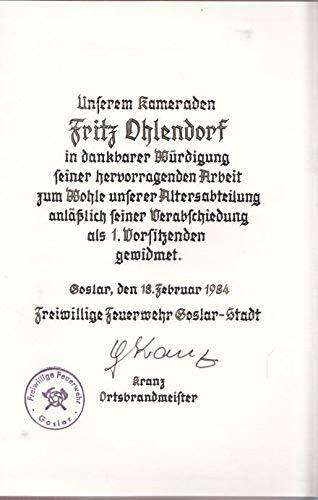 Unserem Kameraden
Fritz Ohlendorf
in dankbarer Würdigung
seiner hervorragenden Arbeit
zum Wohle unserer Altersabteilung
anläßlich seiner Verabschiedung
als 1. Vorsitzenden
gewidmet.
Goslar, den 18. Februar 1984
Freiwillige Feuerwehr Goslar-Stadt
Kranz
Kranz
Ortsbrandmeister
Freiwillige Feuerwehr
· Goslar ·